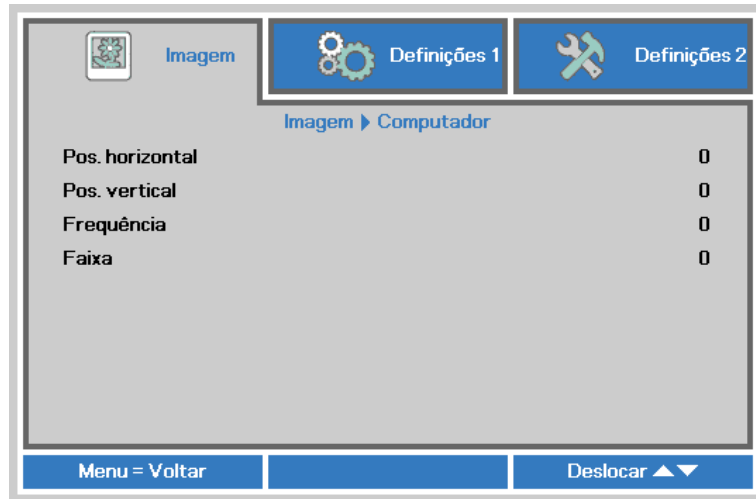 Imagem Definições 1 Definições 2
Imagem ▶ Computador
Pos. horizontal 0
Pos. vertical 0
Frequência 0
Faixa 0
Menu = Voltar Deslocar ▲▼